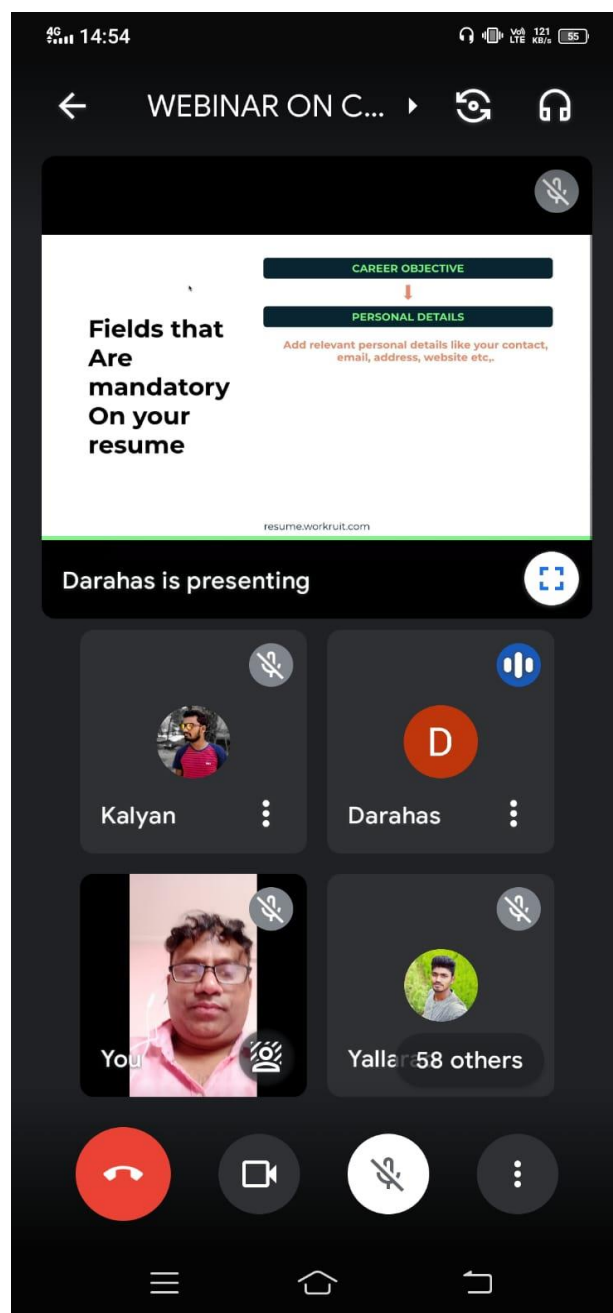 4G 14:54 VoD LTE 121 KB/s 55
WEBINAR ON C...
CAREER OBJECTIVE
PERSONAL DETAILS
Add relevant personal details like your contact,
email, address, website etc,.
Fields that
Are
mandatory
On your
resume
resume.workruit.com
Darahas is presenting
Kalyan
D
Darahas
You
Yalla
58 others